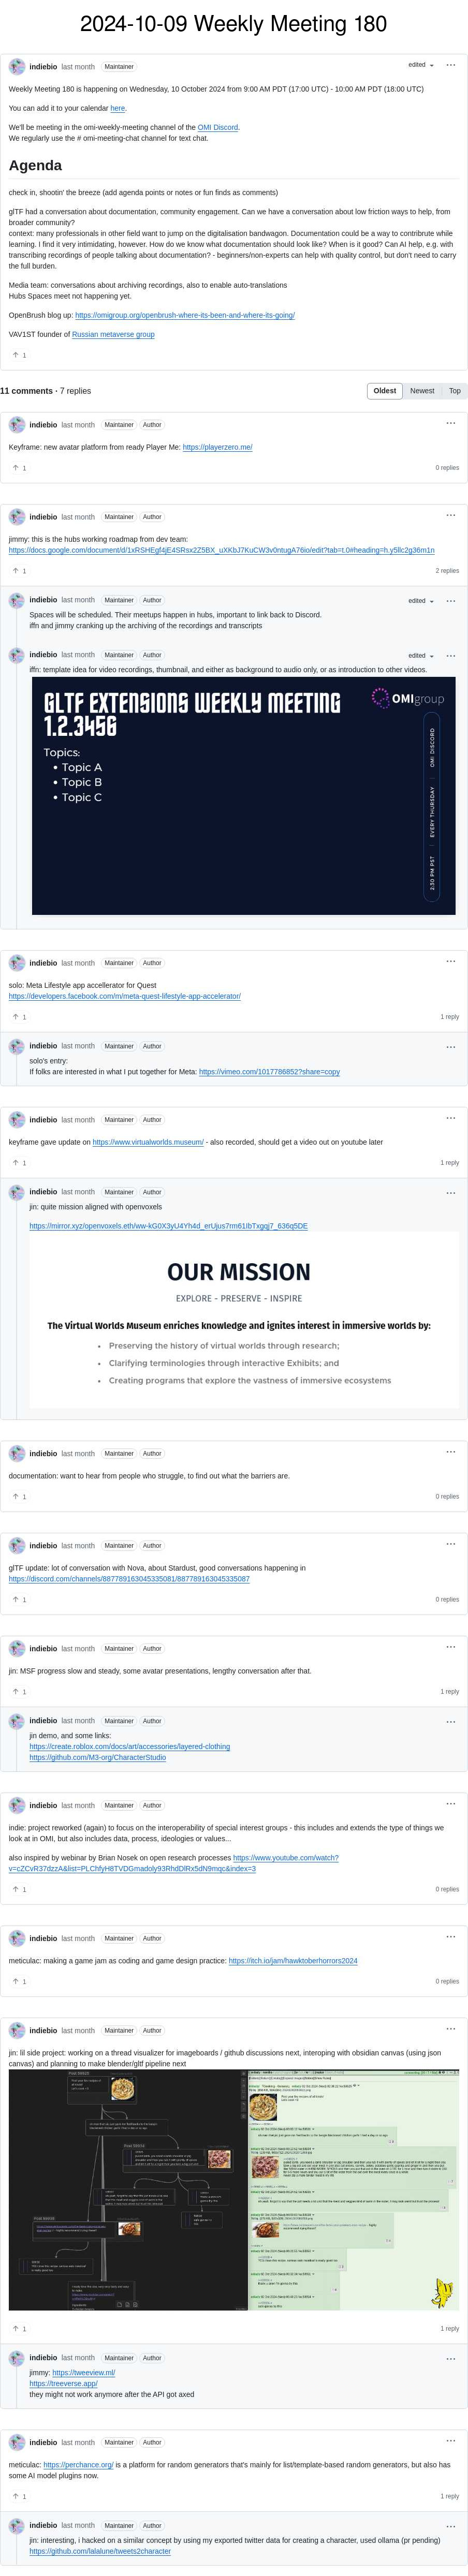 2024-10-09 Weekly Meeting 180
indiebio last month Maintainer edited
Weekly Meeting 180 is happening on Wednesday, 10 October 2024 from 9:00 AM PDT (17:00 UTC) - 10:00 AM PDT (18:00 UTC)
You can add it to your calendar here.
We'll be meeting in the omi-weekly-meeting channel of the OMI Discord.
We regularly use the # omi-meeting-chat channel for text chat.
Agenda
check in, shootin' the breeze (add agenda points or notes or fun finds as comments)
glTF had a conversation about documentation, community engagement. Can we have a conversation about low friction ways to help, from
broader community?
context: many professionals in other field want to jump on the digitalisation bandwagon. Documentation could be a way to contribute while
learning. I find it very intimidating, however. How do we know what documentation should look like? When is it good? Can AI help, e.g. with
transcribing recordings of people talking about documentation? - beginners/non-experts can help with quality control, but don't need to carry
the full burden.
Media team: conversations about archiving recordings, also to enable auto-translations
Hubs Spaces meet not happening yet.
OpenBrush blog up: https://omigroup.org/openbrush-where-its-been-and-where-its-going/
VAV1ST founder of Russian metaverse group
1
11 comments · 7 replies
Oldest Newest Top
indiebio last month Maintainer Author
Keyframe: new avatar platform from ready Player Me: https://playerzero.me/
1
0 replies
indiebio last month Maintainer Author
jimmy: this is the hubs working roadmap from dev team:
https://docs.google.com/document/d/1xRSHEgf4jE4SRsx2Z5BX_uXKbJ7KuCW3v0ntugA76io/edit?tab=t.0#heading=h.y5llc2g36m1n
1
2 replies
indiebio last month Maintainer Author edited
Spaces will be scheduled. Their meetups happen in hubs, important to link back to Discord.
iffn and jimmy cranking up the archiving of the recordings and transcripts
indiebio last month Maintainer Author edited
iffn: template idea for video recordings, thumbnail, and either as background to audio only, or as introduction to other videos.
GLTF EXTENSIONS WEEKLY MEETING
1.2.3456
OMIgroup
Topics:
• Topic A
• Topic B
• Topic C
2:30 PM PST | EVERY THURSDAY | OMI DISCORD
indiebio last month Maintainer Author
solo: Meta Lifestyle app accellerator for Quest
https://developers.facebook.com/m/meta-quest-lifestyle-app-accelerator/
1
1 reply
indiebio last month Maintainer Author
solo's entry:
If folks are interested in what I put together for Meta: https://vimeo.com/1017786852?share=copy
indiebio last month Maintainer Author
keyframe gave update on https://www.virtualworlds.museum/ - also recorded, should get a video out on youtube later
1
1 reply
indiebio last month Maintainer Author
jin: quite mission aligned with openvoxels
https://mirror.xyz/openvoxels.eth/ww-kG0X3yU4Yh4d_erUjus7rm61IbTxgqj7_636q5DE
OUR MISSION
EXPLORE - PRESERVE - INSPIRE
The Virtual Worlds Museum enriches knowledge and ignites interest in immersive worlds by:
• Preserving the history of virtual worlds through research;
• Clarifying terminologies through interactive Exhibits; and
• Creating programs that explore the vastness of immersive ecosystems
indiebio last month Maintainer Author
documentation: want to hear from people who struggle, to find out what the barriers are.
1
0 replies
indiebio last month Maintainer Author
glTF update: lot of conversation with Nova, about Stardust, good conversations happening in
https://discord.com/channels/887789163045335081/887789163045335087
1
0 replies
indiebio last month Maintainer Author
jin: MSF progress slow and steady, some avatar presentations, lengthy conversation after that.
1
1 reply
indiebio last month Maintainer Author
jin demo, and some links:
https://create.roblox.com/docs/art/accessories/layered-clothing
https://github.com/M3-org/CharacterStudio
indiebio last month Maintainer Author
indie: project reworked (again) to focus on the interoperability of special interest groups - this includes and extends the type of things we
look at in OMI, but also includes data, process, ideologies or values...
also inspired by webinar by Brian Nosek on open research processes https://www.youtube.com/watch?
v=cZCvR37dzzA&list=PLChfyH8TVDGmadoly93RhdDlRx5dN9mqc&index=3
1
0 replies
indiebio last month Maintainer Author
meticulac: making a game jam as coding and game design practice: https://itch.io/jam/hawktoberhorrors2024
1
0 replies
indiebio last month Maintainer Author
jin: lil side project: working on a thread visualizer for imageboards / github discussions next, interoping with obsidian canvas (using json
canvas) and planning to make blender/gltf pipeline next
1
1 reply
indiebio last month Maintainer Author
jimmy: https://tweeview.ml/
https://treeverse.app/
they might not work anymore after the API got axed
indiebio last month Maintainer Author
meticulac: https://perchance.org/ is a platform for random generators that's mainly for list/template-based random generators, but also has
some AI model plugins now.
1
1 reply
indiebio last month Maintainer Author
jin: interesting, i hacked on a similar concept by using my exported twitter data for creating a character, used ollama (pr pending)
https://github.com/lalalune/tweets2character